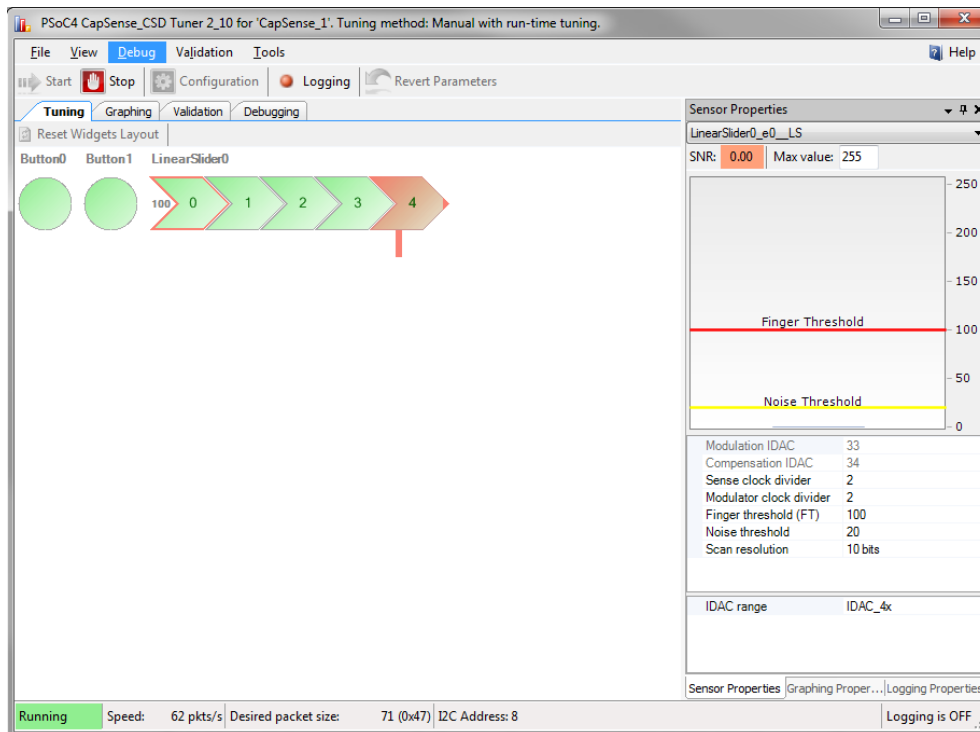 PSoC4 CapSense_CSD Tuner 2_10 for 'CapSense_1'. Tuning method: Manual with run-time tuning.
File View Debug Validation Tools Help
Start Stop Configuration Logging Revert Parameters
Tuning Graphing Validation Debugging
Reset Widgets Layout
Button0 Button1 LinearSlider0
100 0 1 2 3 4
Sensor Properties
LinearSlider0_e0__LS
SNR: 0.00 Max value: 255
250
200
150
Finger Threshold
100
50
Noise Threshold
0
Modulation IDAC 33
Compensation IDAC 34
Sense clock divider 2
Modulator clock divider 2
Finger threshold (FT) 100
Noise threshold 20
Scan resolution 10 bits
IDAC range IDAC_4x
Sensor Properties Graphing Proper... Logging Properties
Running Speed: 62 pkts/s Desired packet size: 71 (0x47) I2C Address: 8 Logging is OFF